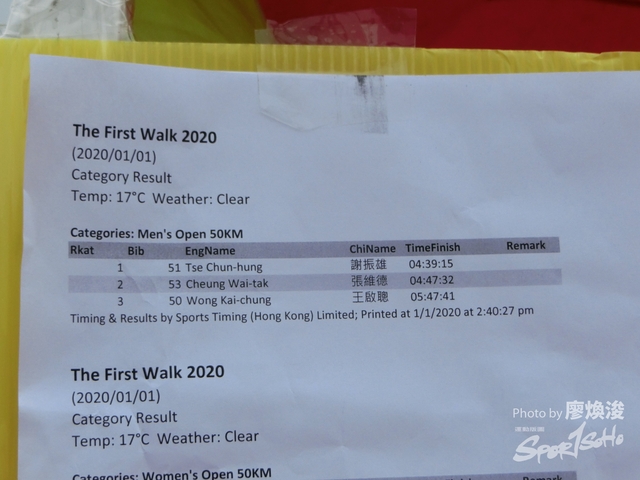 The First Walk 2020
(2020/01/01)
Category Result
Temp: 17°C Weather: Clear
Categories: Men's Open 50KM
Rkat Bib EngName ChiName TimeFinish Remark
1 51 Tse Chun-hung 謝振雄 04:39:15
2 53 Cheung Wai-tak 張維德 04:47:32
3 50 Wong Kai-chung 王啟聰 05:47:41
Timing & Results by Sports Timing (Hong Kong) Limited; Printed at 1/1/2020 at 2:40:27 pm
The First Walk 2020
(2020/01/01)
Category Result
Temp: 17°C Weather: Clear
Categories: Women's Open 50KM
Remark
Photo by 廖煥浚
SPORTSOHO